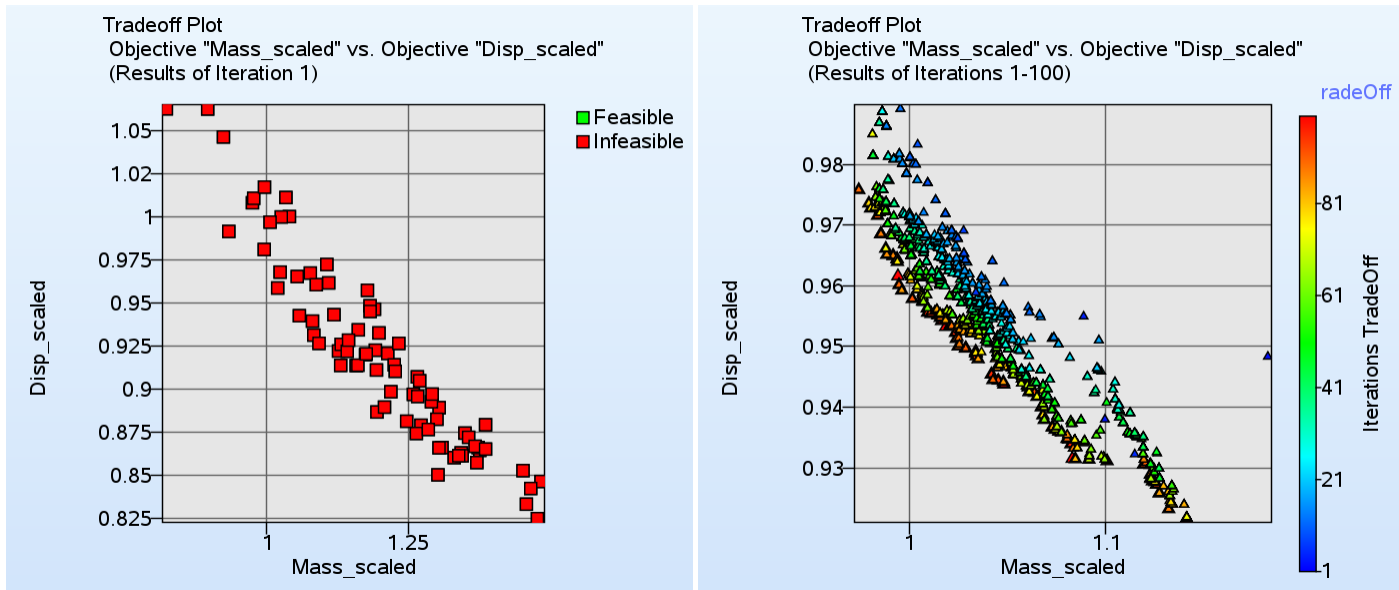 Tradeoff Plot
Objective "Mass_scaled" vs. Objective "Disp_scaled"
(Results of Iteration 1)
Feasible
Infeasible
1.05
1.02
1
0.975
0.95
0.925
0.9
0.875
0.85
0.825
Disp_scaled
1
1.25
Mass_scaled
Tradeoff Plot
Objective "Mass_scaled" vs. Objective "Disp_scaled"
(Results of Iterations 1-100)
radeOff
0.98
0.97
0.96
0.95
0.94
0.93
Disp_scaled
1
1.1
Mass_scaled
81
61
41
21
1
Iterations TradeOff